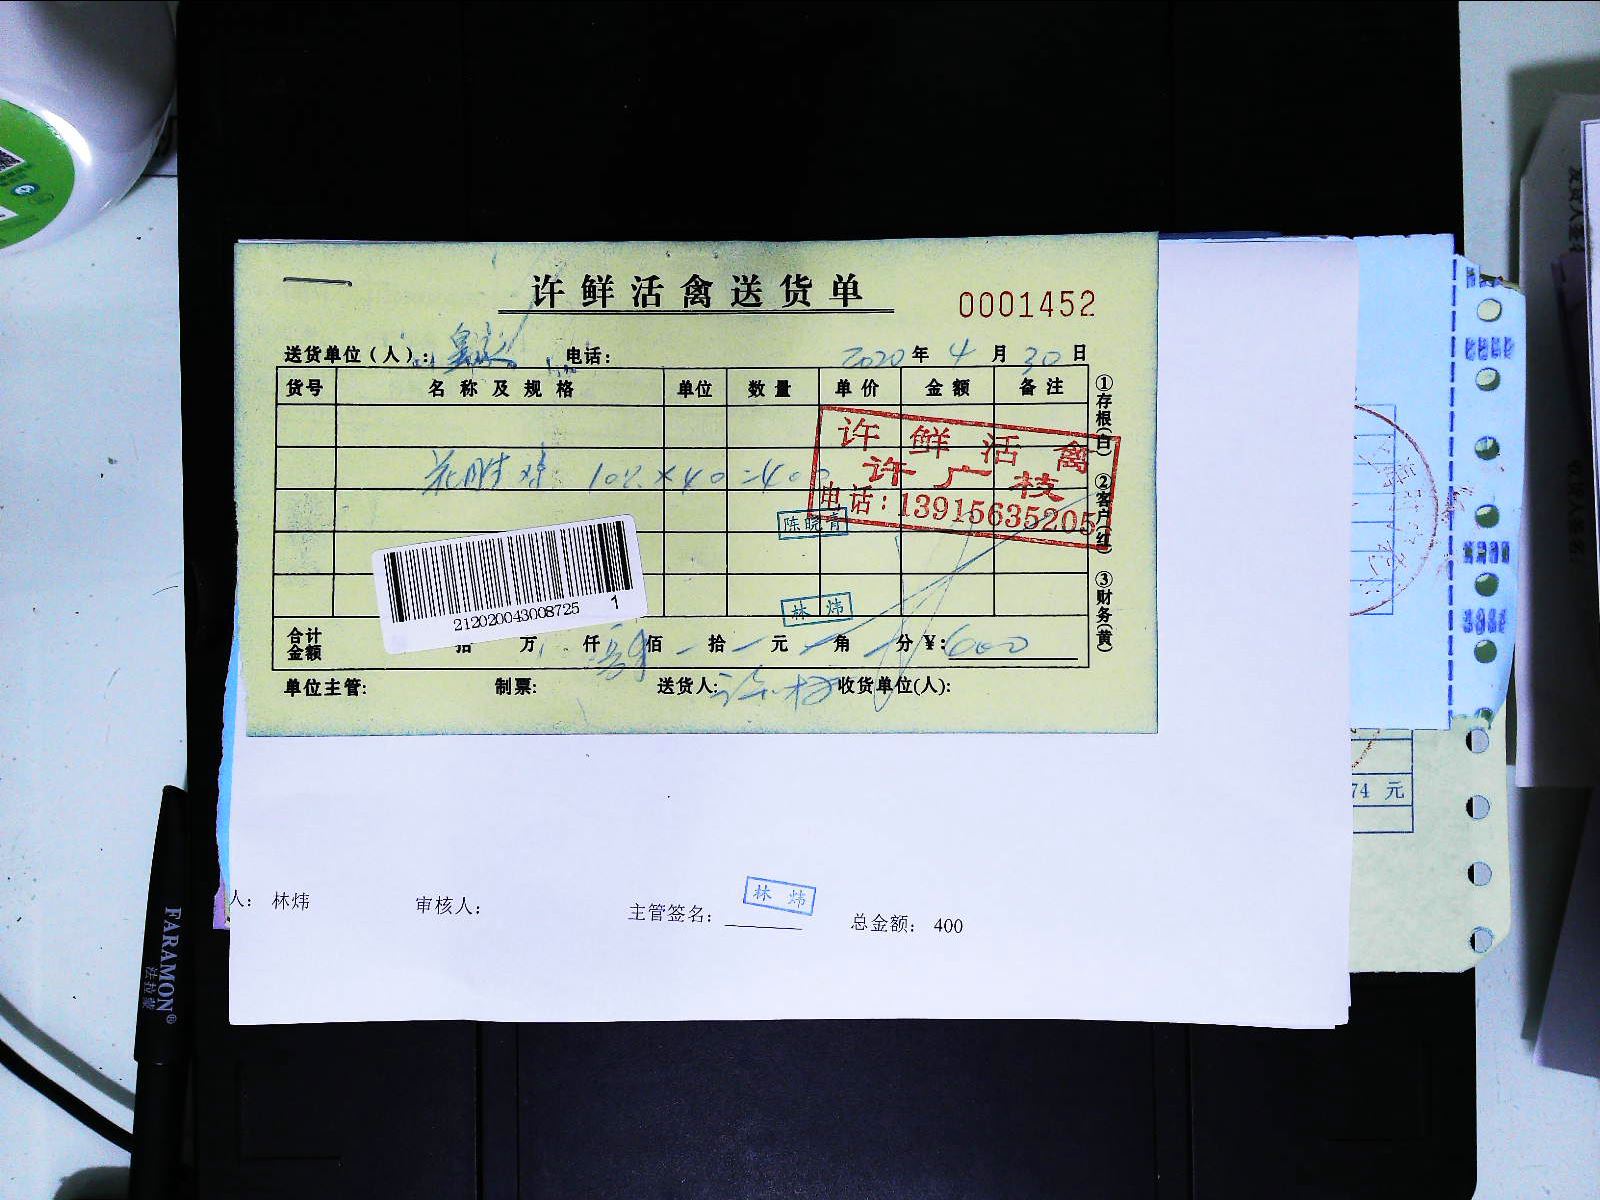 许鲜活禽送货单
0001452
送货单位(人): 电话: 2020 年 4 月 30 日
货号 名称及规格 单位 数量 单价 金额 备注
10 × 40 = 400
许鲜活禽
许广枝
电话:13915635205
陈晓青
林炜
212020043008725 1
合计金额 拾 万 仟 佰 拾 元 角 分 ¥:
单位主管: 制票: 送货人: 收货单位(人):
①存根(白) ②客户(红) ③财务(黄)
74 元
人: 林炜 审核人: 主管签名: 林炜 总金额: 400
FARAMON®
法拉蒙